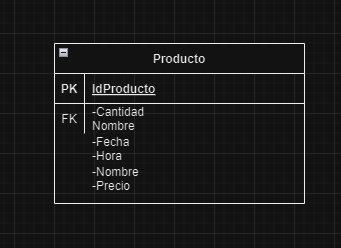 Producto
PK IdProducto
FK -Cantidad
Nombre
-Fecha
-Hora
-Nombre
-Precio